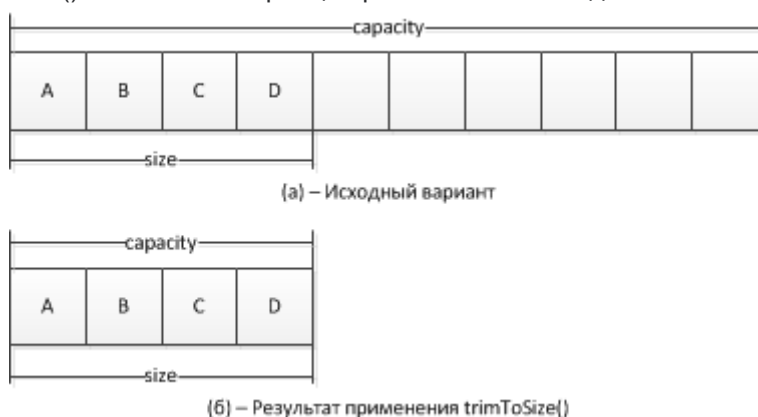 capacity
A B C D
size
(а) – Исходный вариант
capacity
A B C D
size
(б) – Результат применения trimToSize()